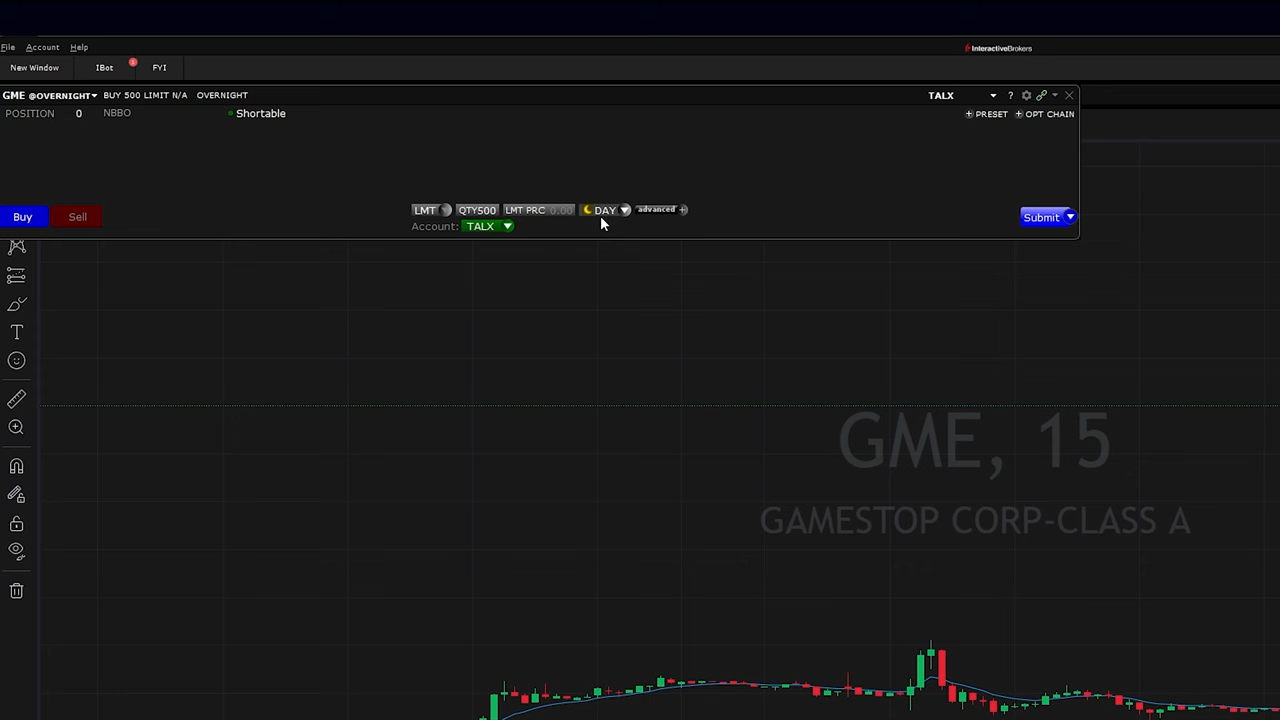 File Account Help
InteractiveBrokers
New Window IBot 1 FYI
GME @OVERNIGHT BUY 500 LIMIT N/A OVERNIGHT TALX ?
POSITION 0 NBBO Shortable PRESET OPT CHAIN
Buy Sell LMT QTY500 LMT PRC 0.00 DAY advanced + Submit
Account: TALX
GME, 15
GAMESTOP CORP-CLASS A